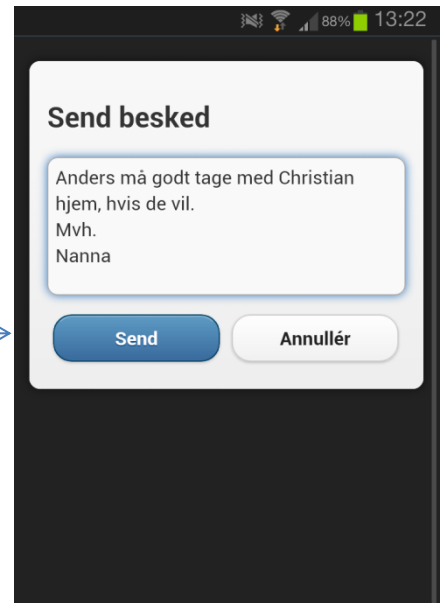 88% 13:22
Send besked
Anders må godt tage med Christian
hjem, hvis de vil.
Mvh.
Nanna
Send Annullér